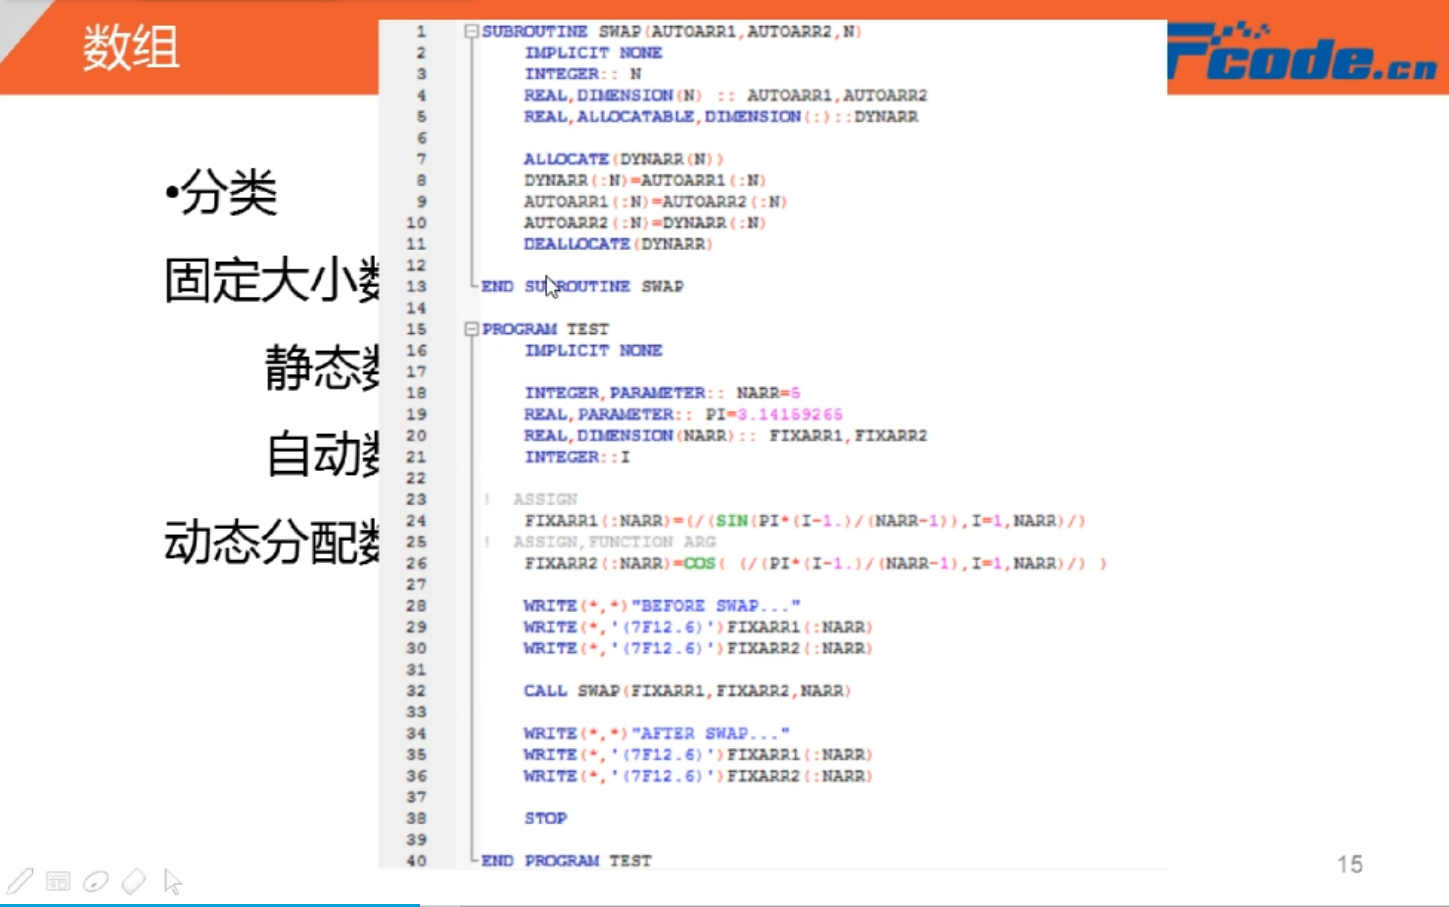 数组
Fcode.cn
•分类
固定大小
静态
自动
动态分配
1 SUBROUTINE SWAP(AUTOARR1,AUTOARR2,N)
2 IMPLICIT NONE
3 INTEGER:: N
4 REAL,DIMENSION(N) :: AUTOARR1,AUTOARR2
5 REAL,ALLOCATABLE,DIMENSION(:)::DYNARR
6
7 ALLOCATE(DYNARR(N))
8 DYNARR(:N)=AUTOARR1(:N)
9 AUTOARR1(:N)=AUTOARR2(:N)
10 AUTOARR2(:N)=DYNARR(:N)
11 DEALLOCATE(DYNARR)
12
13 END SUBROUTINE SWAP
14
15 PROGRAM TEST
16 IMPLICIT NONE
17
18 INTEGER,PARAMETER:: NARR=5
19 REAL,PARAMETER:: PI=3.14159265
20 REAL,DIMENSION(NARR):: FIXARR1,FIXARR2
21 INTEGER::I
22
23 ! ASSIGN
24 FIXARR1(:NARR)=(/(SIN(PI*(I-1.)/(NARR-1)),I=1,NARR)/)
25 ! ASSIGN,FUNCTION ARG
26 FIXARR2(:NARR)=COS( (/(PI*(I-1.)/(NARR-1),I=1,NARR)/) )
27
28 WRITE(*,*)"BEFORE SWAP..."
29 WRITE(*,'(7F12.6)')FIXARR1(:NARR)
30 WRITE(*,'(7F12.6)')FIXARR2(:NARR)
31
32 CALL SWAP(FIXARR1,FIXARR2,NARR)
33
34 WRITE(*,*)"AFTER SWAP..."
35 WRITE(*,'(7F12.6)')FIXARR1(:NARR)
36 WRITE(*,'(7F12.6)')FIXARR2(:NARR)
37
38 STOP
39
40 END PROGRAM TEST
15